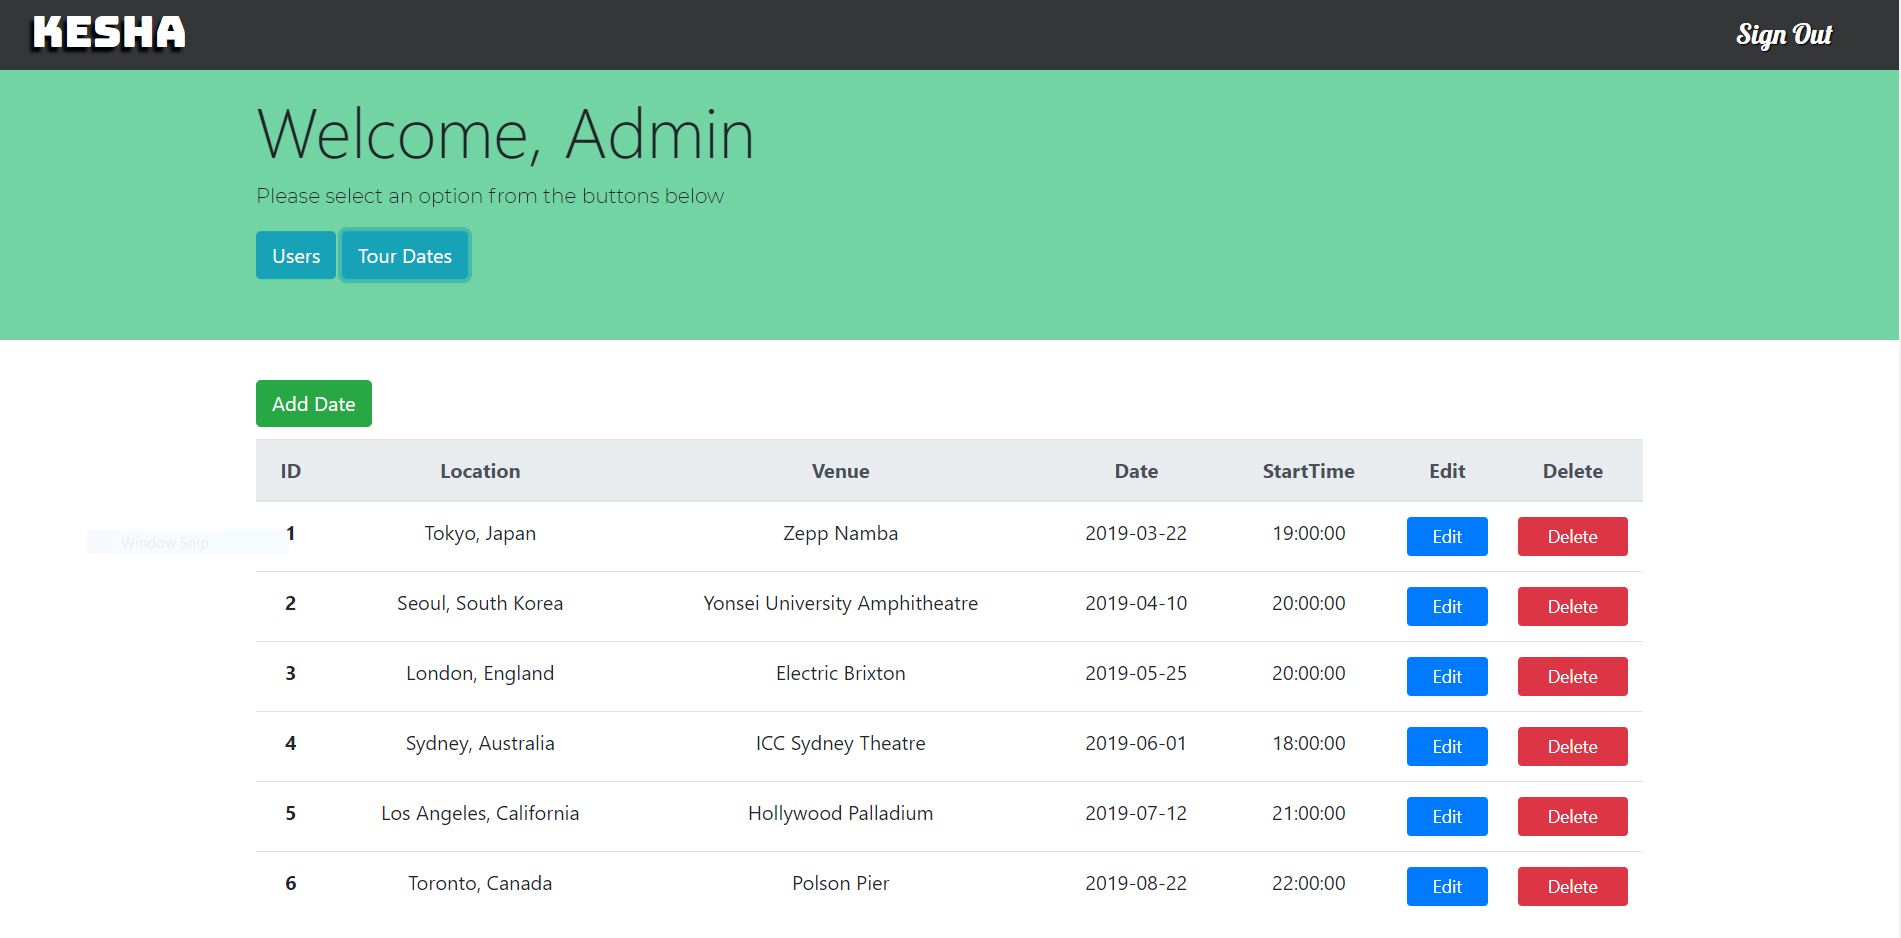 KESHA Sign Out
Welcome, Admin
Please select an option from the buttons below
Users Tour Dates
Add Date
ID Location Venue Date StartTime Edit Delete
1 Tokyo, Japan Zepp Namba 2019-03-22 19:00:00 Edit Delete
Window Snip
2 Seoul, South Korea Yonsei University Amphitheatre 2019-04-10 20:00:00 Edit Delete
3 London, England Electric Brixton 2019-05-25 20:00:00 Edit Delete
4 Sydney, Australia ICC Sydney Theatre 2019-06-01 18:00:00 Edit Delete
5 Los Angeles, California Hollywood Palladium 2019-07-12 21:00:00 Edit Delete
6 Toronto, Canada Polson Pier 2019-08-22 22:00:00 Edit Delete